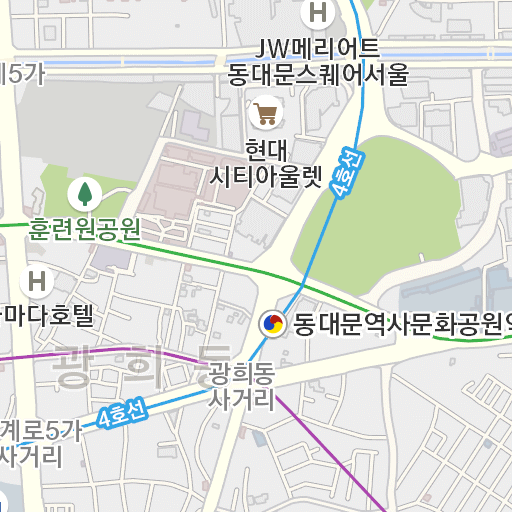 H
JW메리어트
동대문스퀘어서울
제5가
현대
시티아울렛
4호선
훈련원공원
H
마다호텔
동대문역사문화공원역
광희동
광희동
사거리
4호선
계로5가
사거리